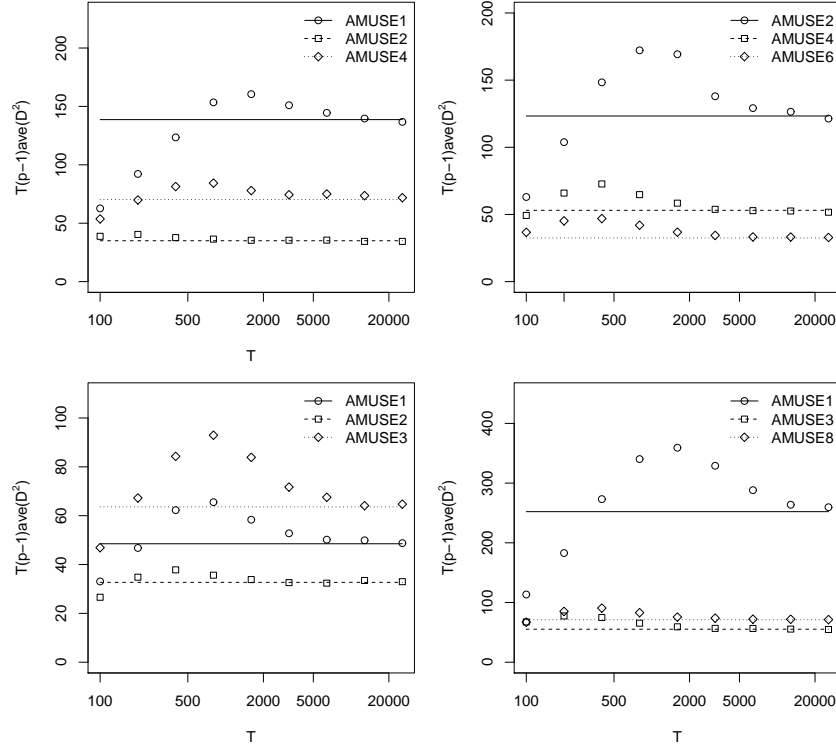 AMUSE1
AMUSE2
AMUSE4
T(p−1)ave(D²)
200
150
100
50
0
100
500
2000
5000
20000
T
AMUSE2
AMUSE4
AMUSE6
T(p−1)ave(D²)
200
150
100
50
0
100
500
2000
5000
20000
AMUSE1
AMUSE2
AMUSE3
T(p−1)ave(D²)
100
80
60
40
20
0
100
500
2000
5000
20000
T
AMUSE1
AMUSE3
AMUSE8
T(p−1)ave(D²)
400
300
200
100
0
100
500
2000
5000
20000
T